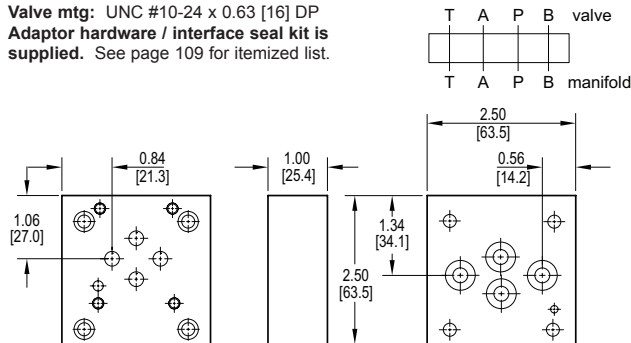 Valve mtg: UNC #10-24 x 0.63 [16] DP
Adaptor hardware / interface seal kit is
supplied. See page 109 for itemized list.
T A P B valve
T A P B manifold
2.50
[63.5]
0.84
[21.3]
1.00
[25.4]
0.56
[14.2]
1.06
[27.0]
1.34
[34.1]
2.50
[63.5]